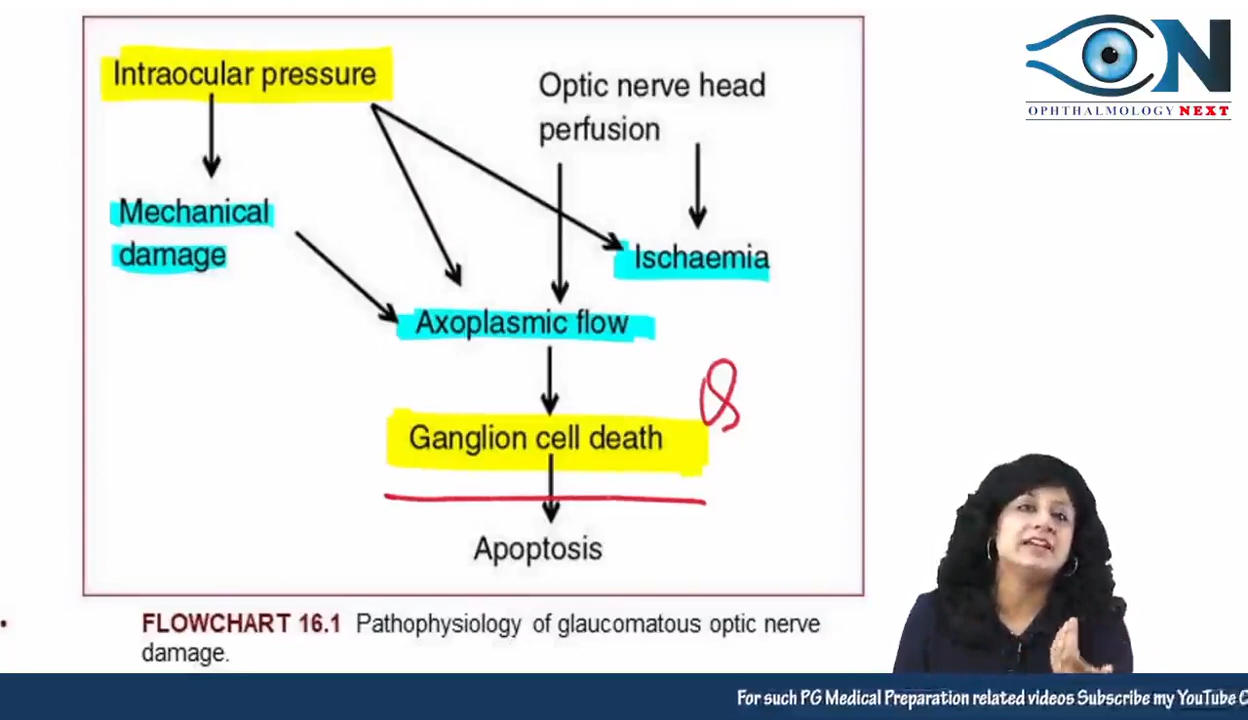 Intraocular pressure
Optic nerve head
perfusion
Mechanical
damage
Ischaemia
Axoplasmic flow
Ganglion cell death
Apoptosis
• FLOWCHART 16.1 Pathophysiology of glaucomatous optic nerve
damage.
ON
OPHTHALMOLOGY NEXT
For such PG Medical Preparation related videos Subscribe my YouTube C